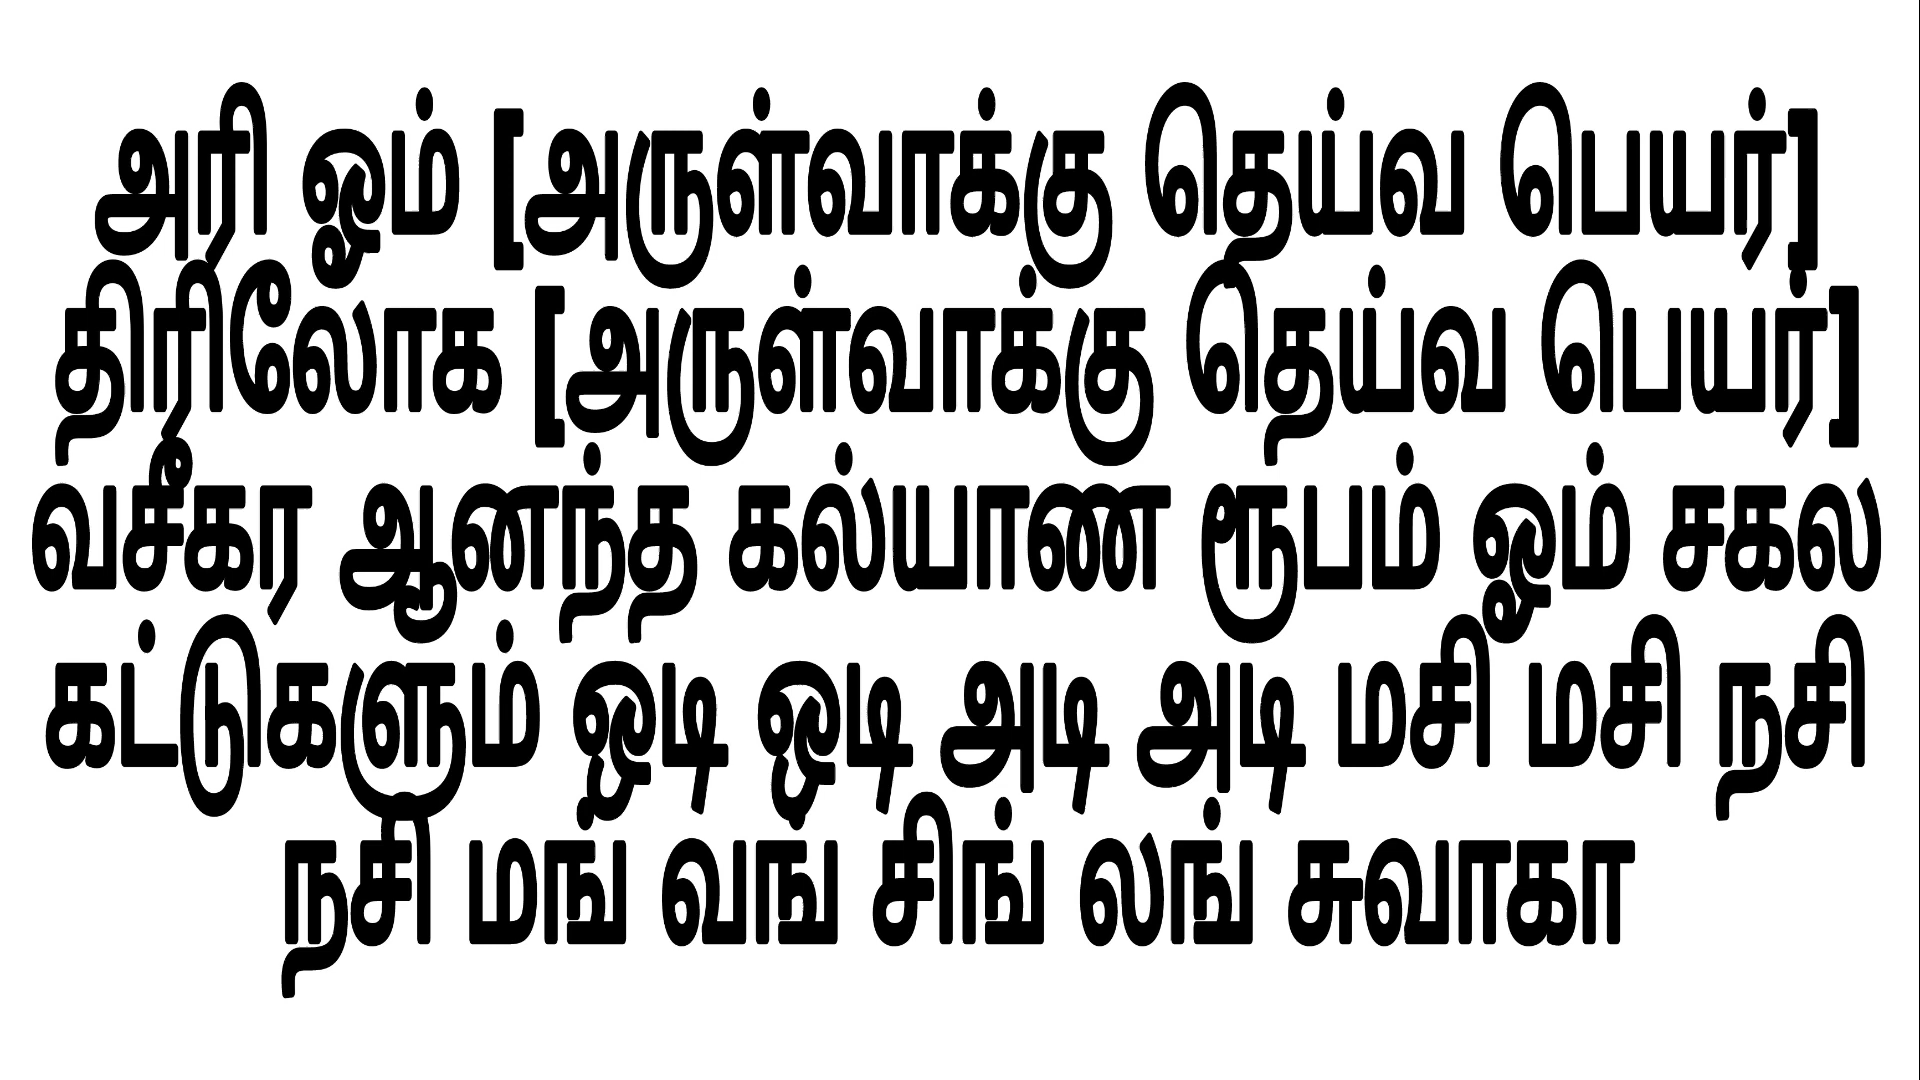 அரி ஓம் [அருள்வாக்கு தெய்வ பெயர்]
திரிலோக [அருள்வாக்கு தெய்வ பெயர்]
வசீகர ஆனந்த கல்யாண ரூபம் ஓம் சகல
கட்டுகளும் ஓடி ஓடி அடி அடி மசி மசி நசி
நசி மங் வங் சிங் லங் சுவாகா